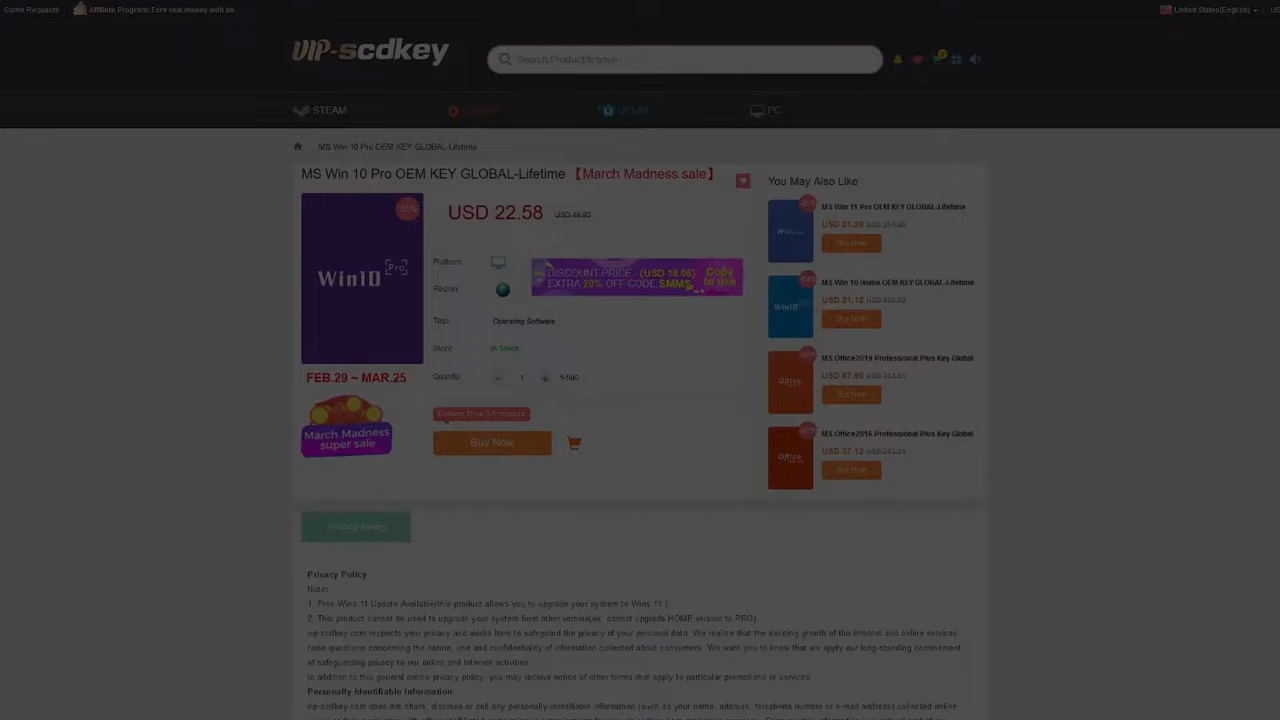 Game Requests
Affiliate Program: Earn real money with us
United States(English)
US
VIP-scdkey
Search Product Name
STEAM
UPLAY
PC
MS Win 10 Pro OEM KEY GLOBAL-Lifetime
MS Win 10 Pro OEM KEY GLOBAL-Lifetime 【March Madness sale】
-55%
Win10 Pro
USD 22.58
Platform:
Region:
DISCOUNT PRICE (USD 18.06)
EXTRA 20% OFF CODE SMMS
Copy
to use
Tags:
Operating Software
Store:
In Stock
Quantity:
1
1-500
FEB.29 ~ MAR.25
March Madness
super sale
Delivery Time 3-5 minutes
Buy Now
You May Also Like
MS Win 11 Pro OEM KEY GLOBAL-Lifetime
USD 31.28
Buy Now
Win10
MS Win 10 Home OEM KEY GLOBAL-Lifetime
USD 21.12
Buy Now
Office
MS Office2019 Professional Plus Key Global
USD 67.90
Buy Now
Office
MS Office2016 Professional Plus Key Global
USD 37.12
Buy Now
Privacy Policy
Privacy Policy
Note:
1. Free Wins 11 Update Available(this product allows you to upgrade your system to Wins 11 )
2. This product cannot be used to upgrade your system from other version(ex. cannot upgrade HOME version to PRO)
vip-scdkey.com respects your privacy and works hard to safeguard the privacy of your personal data. We realize that the exciting growth of the Internet and online services
raise questions concerning the nature, use and confidentiality of information collected about consumers. We want you to know that we apply our long-standing commitment
of safeguarding privacy to our online and Internet activities.
In addition to this general online privacy policy, you may receive notice of other terms that apply to particular promotions or services.
Personally Identifiable Information
vip-scdkey.com does not share, disclose or sell any personally-identifiable information (such as your name, address, telephone number or e-mail address) collected online